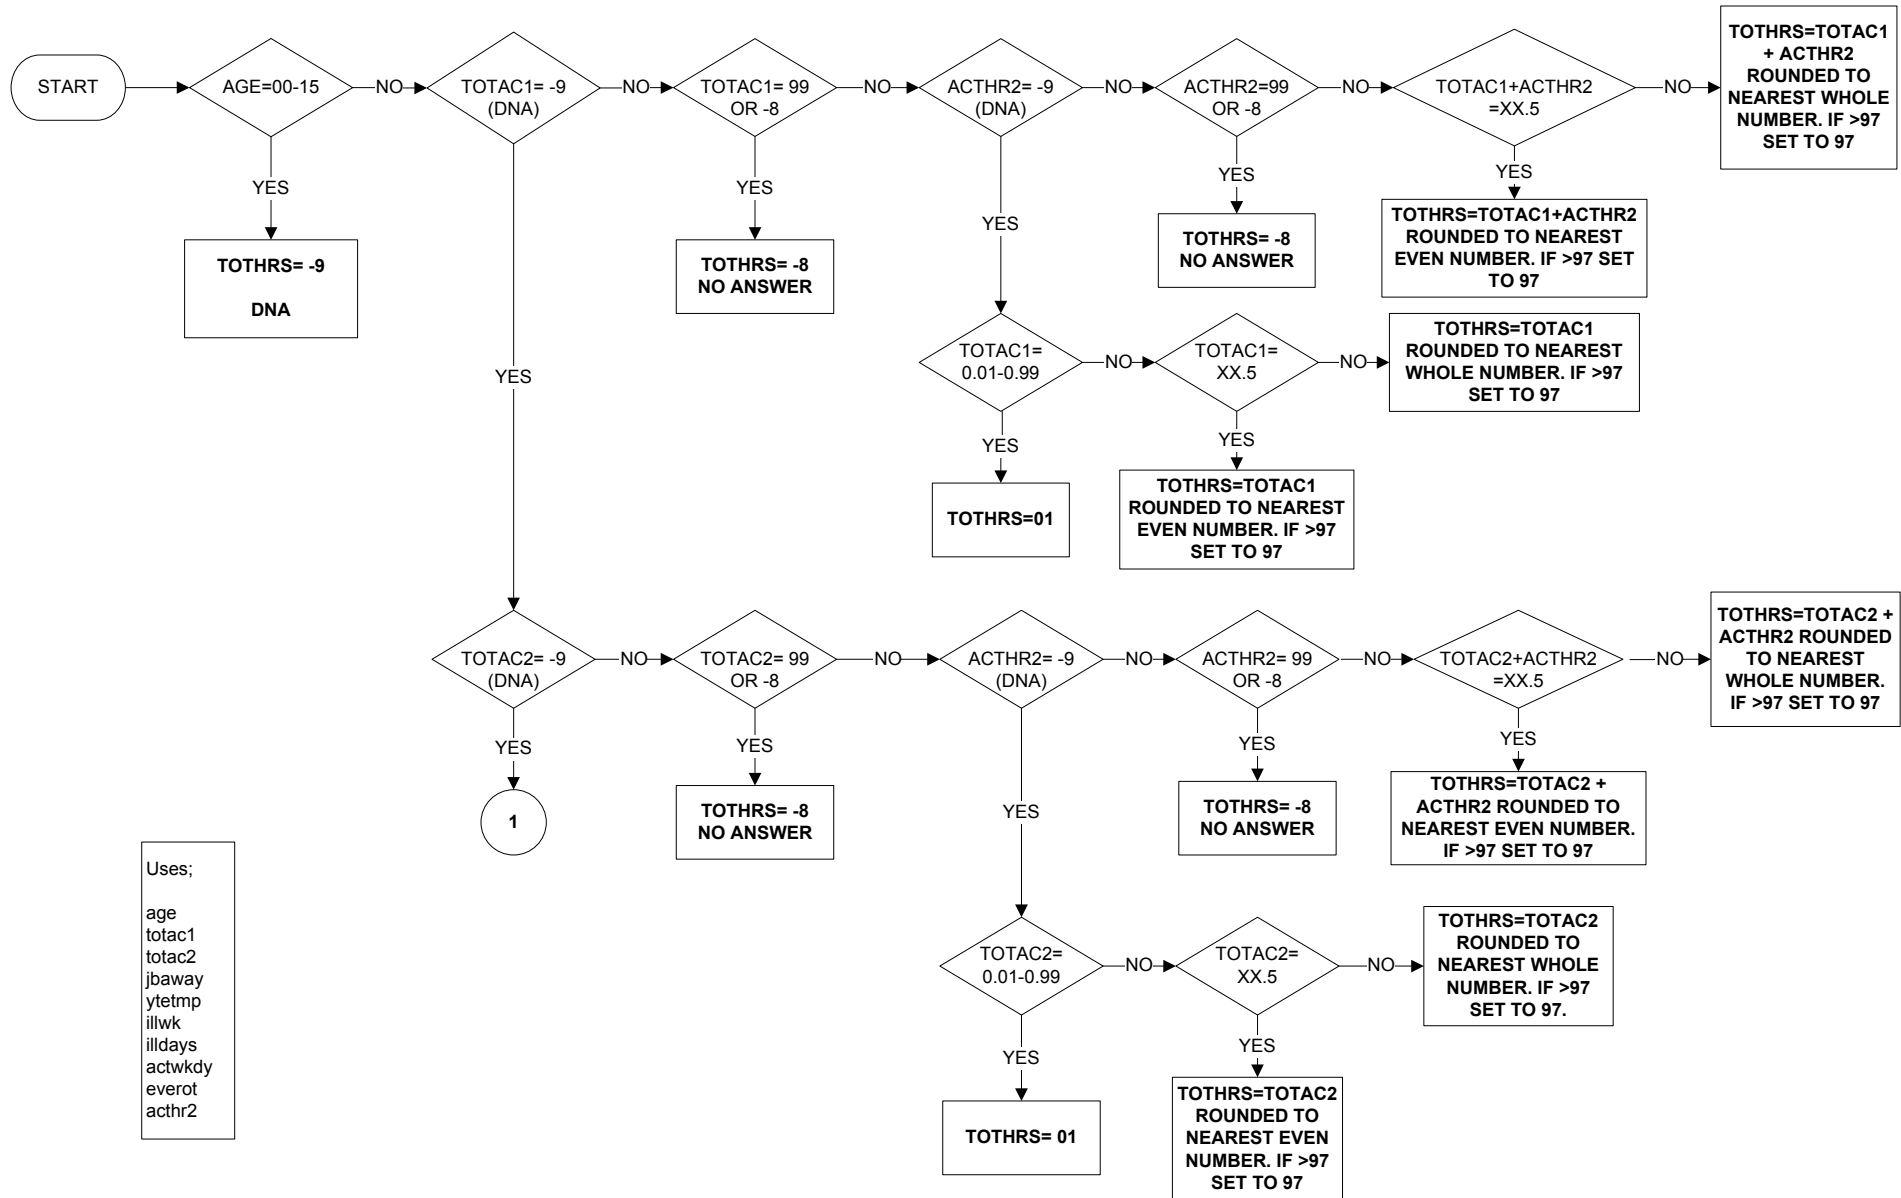 START
AGE=00-15
NO
TOTAC1= -9
(DNA)
NO
TOTAC1= 99
OR -8
NO
ACTHR2= -9
(DNA)
NO
ACTHR2=99
OR -8
NO
TOTAC1+ACTHR2
=XX.5
NO
TOTHRS=TOTAC1
+ ACTHR2
ROUNDED TO
NEAREST WHOLE
NUMBER. IF >97
SET TO 97
YES
TOTHRS= -9
DNA
YES
YES
TOTHRS= -8
NO ANSWER
YES
YES
TOTHRS= -8
NO ANSWER
YES
TOTHRS=TOTAC1+ACTHR2
ROUNDED TO NEAREST
EVEN NUMBER. IF >97 SET
TO 97
TOTAC1=
0.01-0.99
NO
TOTAC1=
XX.5
NO
TOTHRS=TOTAC1
ROUNDED TO NEAREST
WHOLE NUMBER. IF >97
SET TO 97
YES
TOTHRS=01
YES
TOTHRS=TOTAC1
ROUNDED TO NEAREST
EVEN NUMBER. IF >97
SET TO 97
TOTAC2= -9
(DNA)
NO
TOTAC2= 99
OR -8
NO
ACTHR2= -9
(DNA)
NO
ACTHR2= 99
OR -8
NO
TOTAC2+ACTHR2
=XX.5
NO
TOTHRS=TOTAC2 +
ACTHR2 ROUNDED
TO NEAREST
WHOLE NUMBER.
IF >97 SET TO 97
YES
1
YES
TOTHRS= -8
NO ANSWER
YES
YES
TOTHRS= -8
NO ANSWER
YES
TOTHRS=TOTAC2 +
ACTHR2 ROUNDED TO
NEAREST EVEN NUMBER.
IF >97 SET TO 97
TOTAC2=
0.01-0.99
NO
TOTAC2=
XX.5
NO
TOTHRS=TOTAC2
ROUNDED TO
NEAREST WHOLE
NUMBER. IF >97
SET TO 97.
YES
TOTHRS= 01
YES
TOTHRS=TOTAC2
ROUNDED TO
NEAREST EVEN
NUMBER. IF >97
SET TO 97
Uses;
age
totac1
totac2
jbaway
ytetmp
illwk
illdays
actwkdy
everot
acthr2